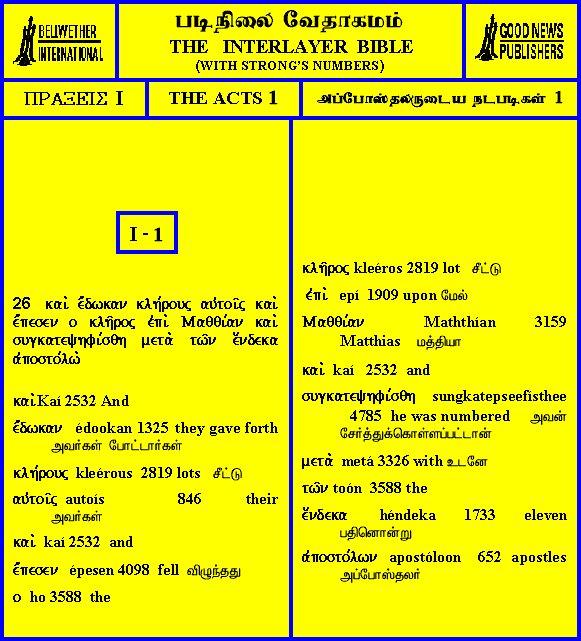 BELLWETHER
INTERNATIONAL
படிநிலை வேதாகமம்
THE INTERLAYER BIBLE
(WITH STRONG'S NUMBERS)
GOOD NEWS
PUBLISHERS
ΠΡΑΞΕΙΣ I
THE ACTS 1
அப்போஸ்தலருடைய நடபடிகள் 1
I - 1
26 καὶ ἔδωκαν κλήρους αὐτοῖς καὶ
ἔπεσεν ο κλῆρος ἐπὶ Μαθθίαν καὶ
συγκατεψηφίσθη μετὰ τῶν ἕνδεκα
ἀποστόλω
καὶ Kaí 2532 And
ἔδωκαν édookan 1325 they gave forth
அவர்கள் போட்டார்கள்
κλήρους kleérous 2819 lots சீட்டு
αὐτοῖς autoís 846 their
அவர்கள்
καὶ kaí 2532 and
ἔπεσεν épesen 4098 fell விழுந்தது
ο ho 3588 the
κλῆρος kleéros 2819 lot சீட்டு
ἐπὶ epí 1909 upon மேல்
Μαθθίαν Maththían 3159
Matthias மத்தியா
καὶ kaí 2532 and
συγκατεψηφίσθη sungkatepseefísthee
4785 he was numbered அவன்
சேர்த்துக்கொள்ளப்பட்டான்
μετὰ metá 3326 with உடனே
τῶν toón 3588 the
ἕνδεκα héndeka 1733 eleven
பதினொன்று
ἀποστόλων apostóloon 652 apostles
அப்போஸ்தலர்